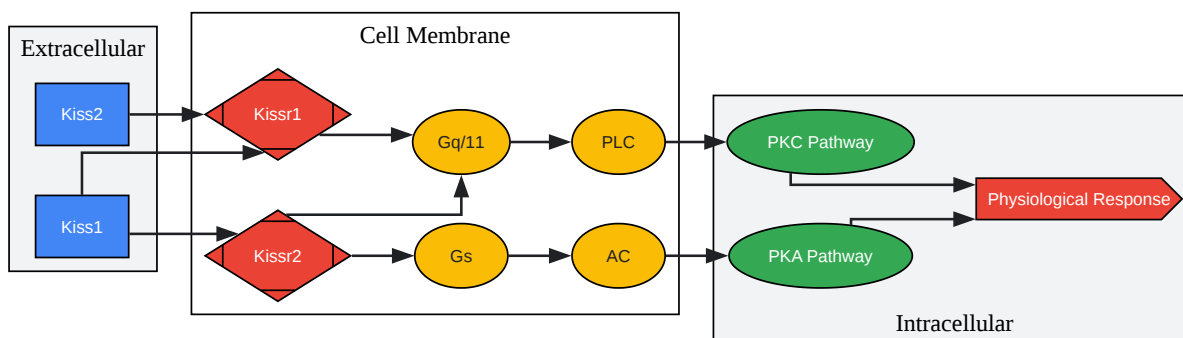 Extracellular
Cell Membrane
Kiss2
Kissr1
Gq/11
PLC
PKC Pathway
Physiological Response
Kiss1
Kissr2
Gs
AC
PKA Pathway
Intracellular